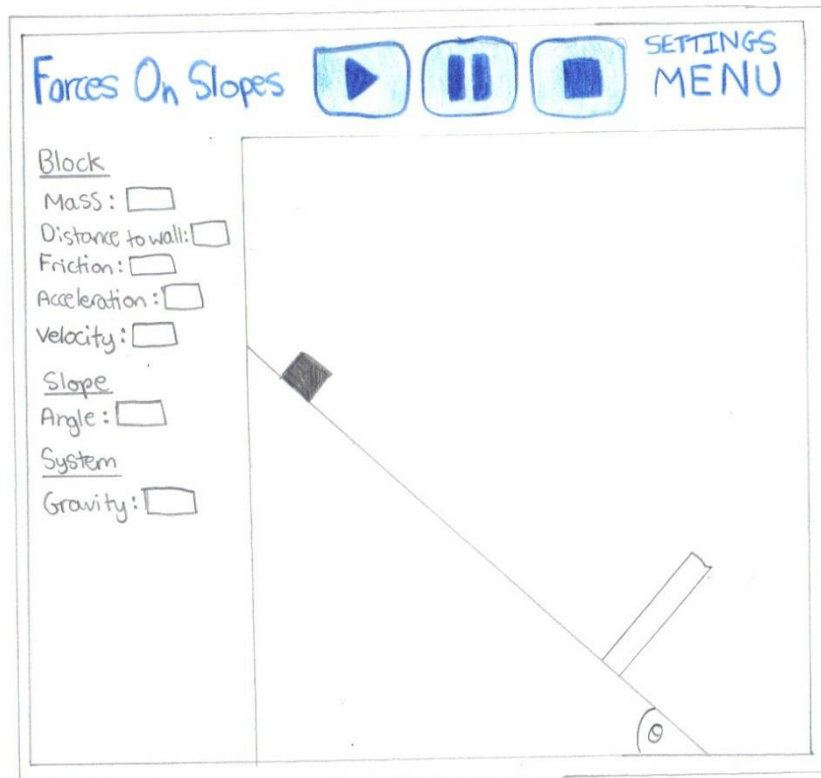 Forces On Slopes
SETTINGS
MENU
Block
Mass:
Distance to wall:
Friction:
Acceleration:
Velocity:
Slope
Angle:
System
Gravity:
θ